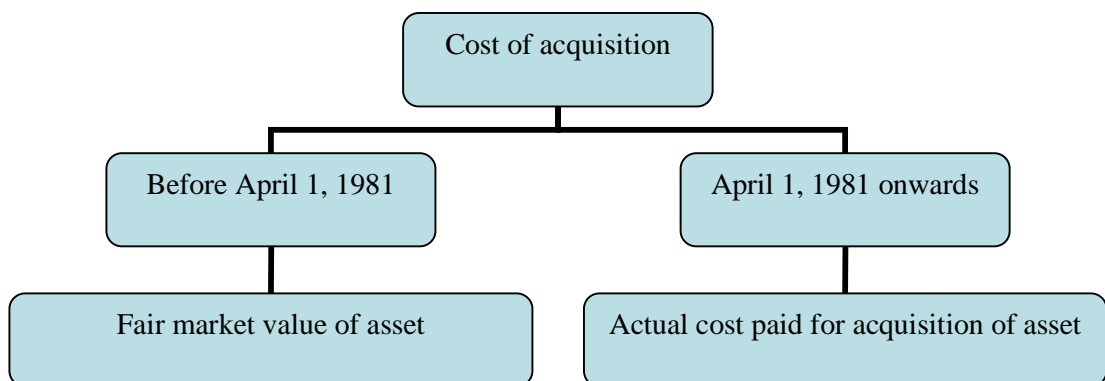 Cost of acquisition
Before April 1, 1981
April 1, 1981 onwards
Fair market value of asset
Actual cost paid for acquisition of asset